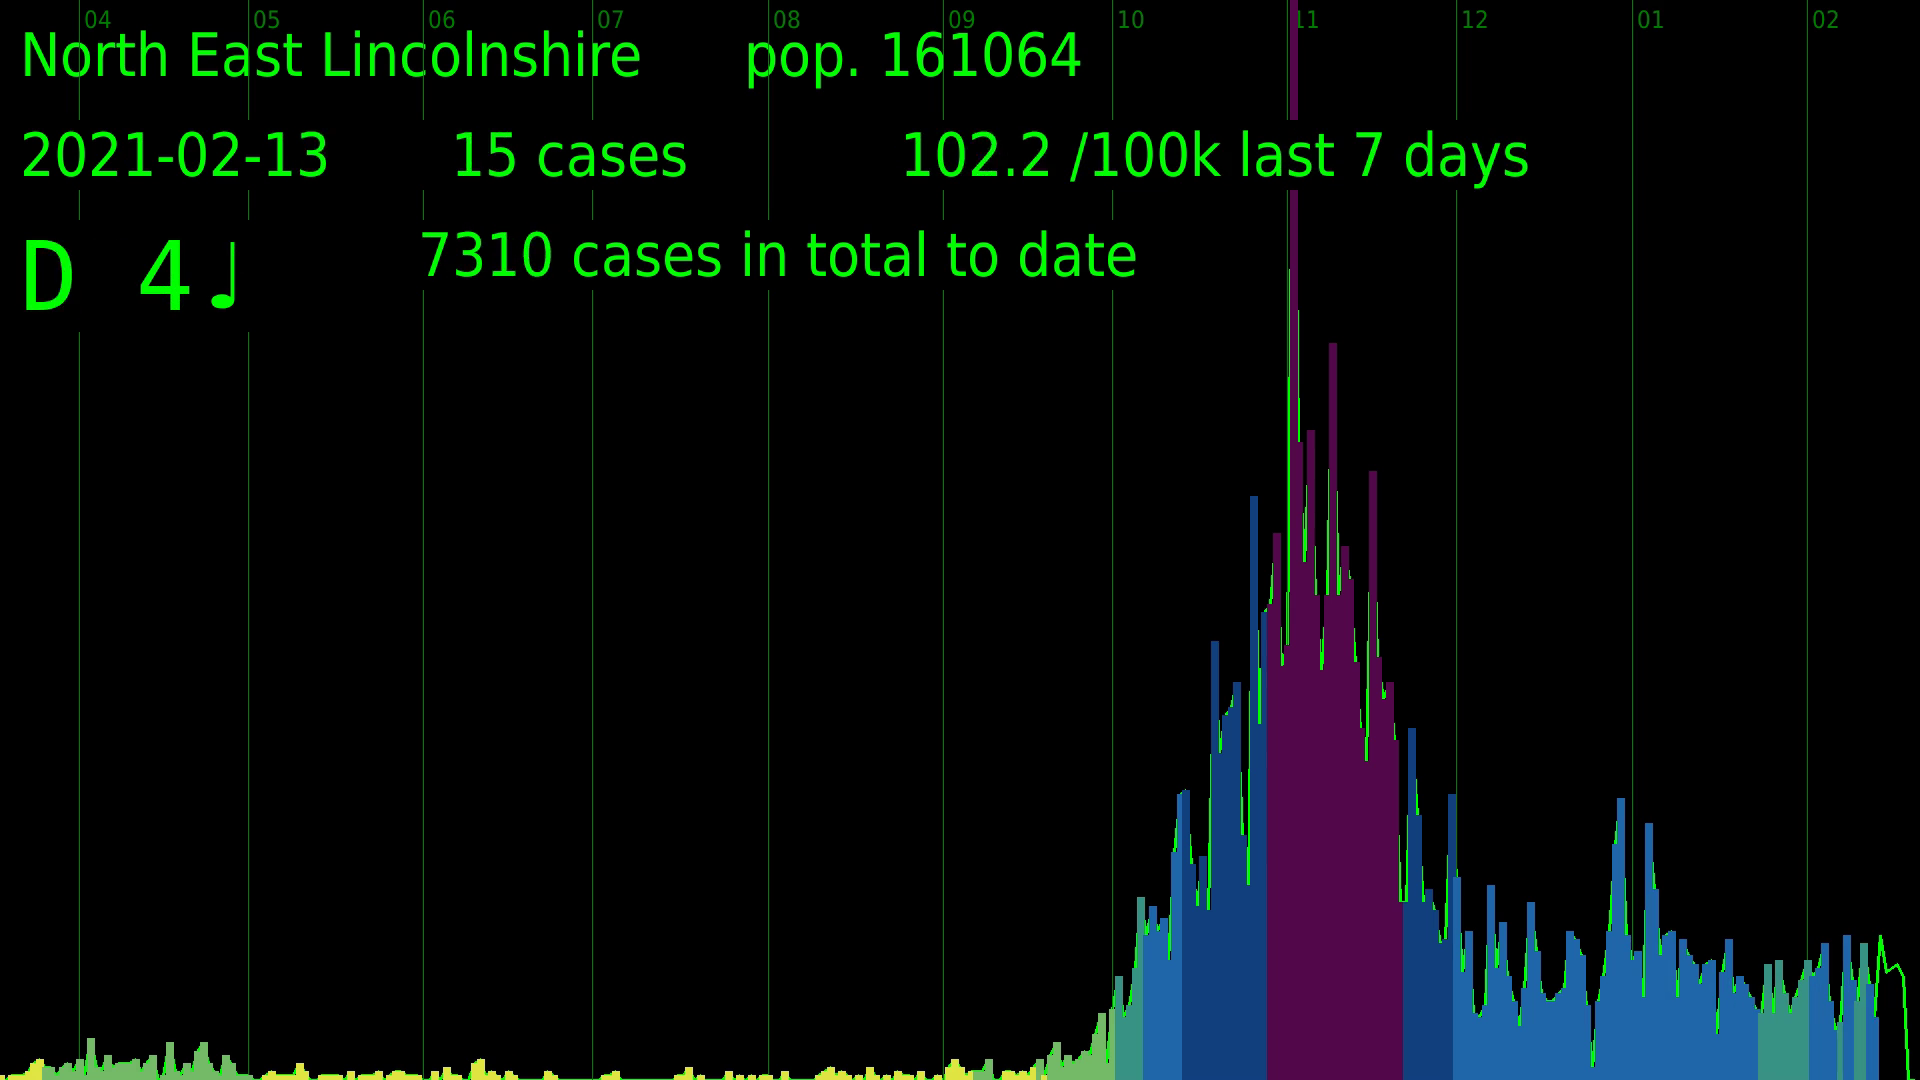 04 05 06 07 08 09 10 11 12 01 02
North East Lincolnshire pop. 161064
2021-02-13 15 cases 102.2 /100k last 7 days
D 4♩ 7310 cases in total to date